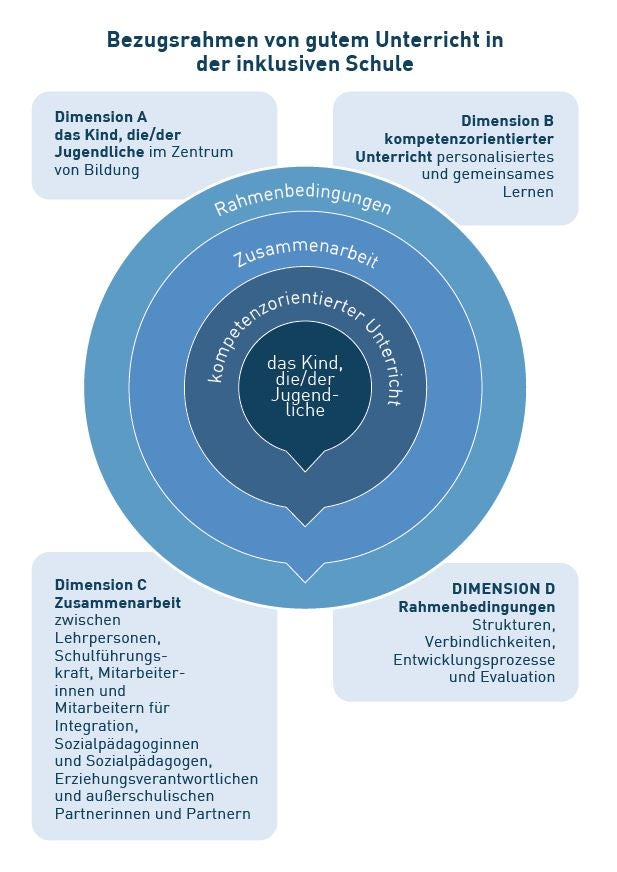 Bezugsrahmen von gutem Unterricht in
der inklusiven Schule
Dimension A
das Kind, die/der
Jugendliche im Zentrum
von Bildung
Dimension B
kompetenzorientierter
Unterricht personalisiertes
und gemeinsames
Lernen
Rahmenbedingungen
Zusammenarbeit
kompetenzorientierter Unterricht
das Kind,
die/der
Jugend-
liche
Dimension C
Zusammenarbeit
zwischen
Lehrpersonen,
Schulführungs-
kraft, Mitarbeiter-
innen und
Mitarbeitern für
Integration,
Sozialpädagoginnen
und Sozialpädagogen,
Erziehungsverantwortlichen
und außerschulischen
Partnerinnen und Partnern
DIMENSION D
Rahmenbedingungen
Strukturen,
Verbindlichkeiten,
Entwicklungsprozesse
und Evaluation